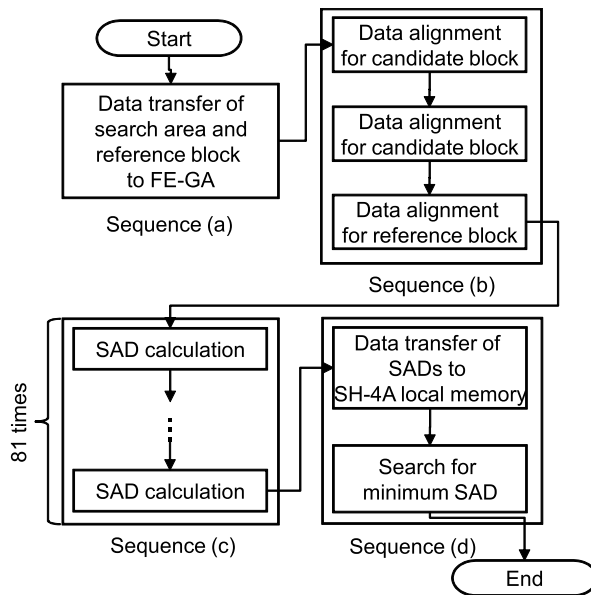 Start
Data transfer of
search area and
reference block
to FE-GA
Sequence (a)
Data alignment
for candidate block
Data alignment
for candidate block
Data alignment
for reference block
Sequence (b)
81 times
SAD calculation
SAD calculation
Sequence (c)
Data transfer of
SADs to
SH-4A local memory
Search for
minimum SAD
Sequence (d)
End